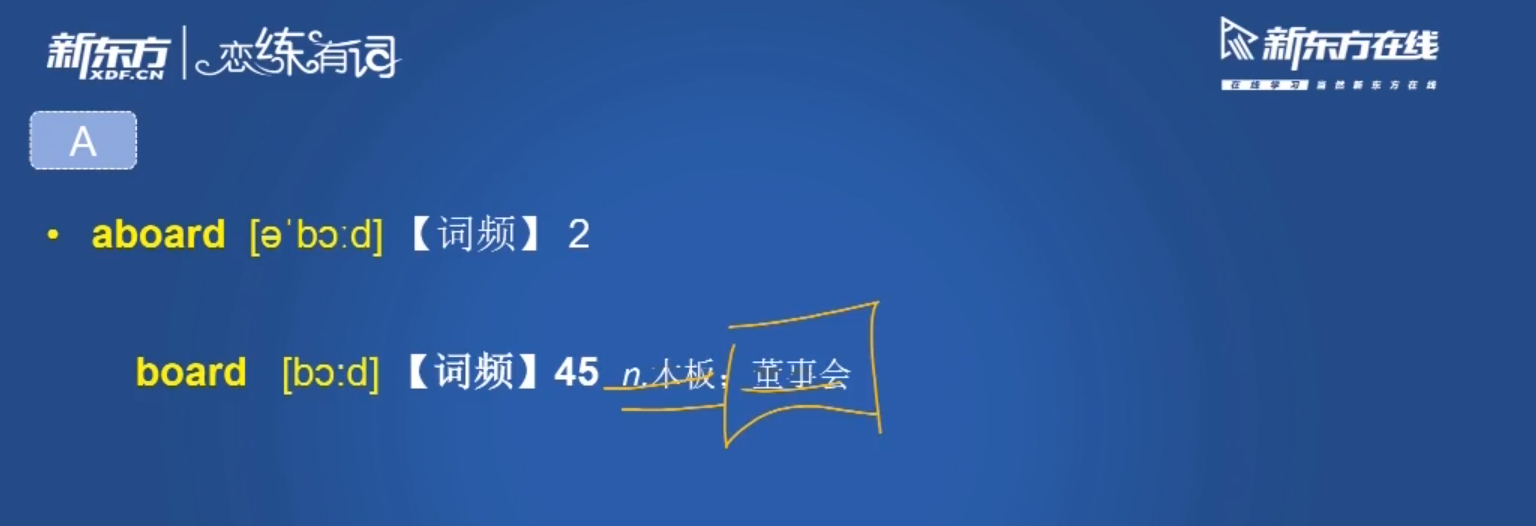 新东方 XDF.CN 恋练有词
新东方在线
在线学习 当然新东方在线
A
• aboard [əˈbɔːd] 【词频】 2
board [bɔːd] 【词频】45 n.木板；董事会